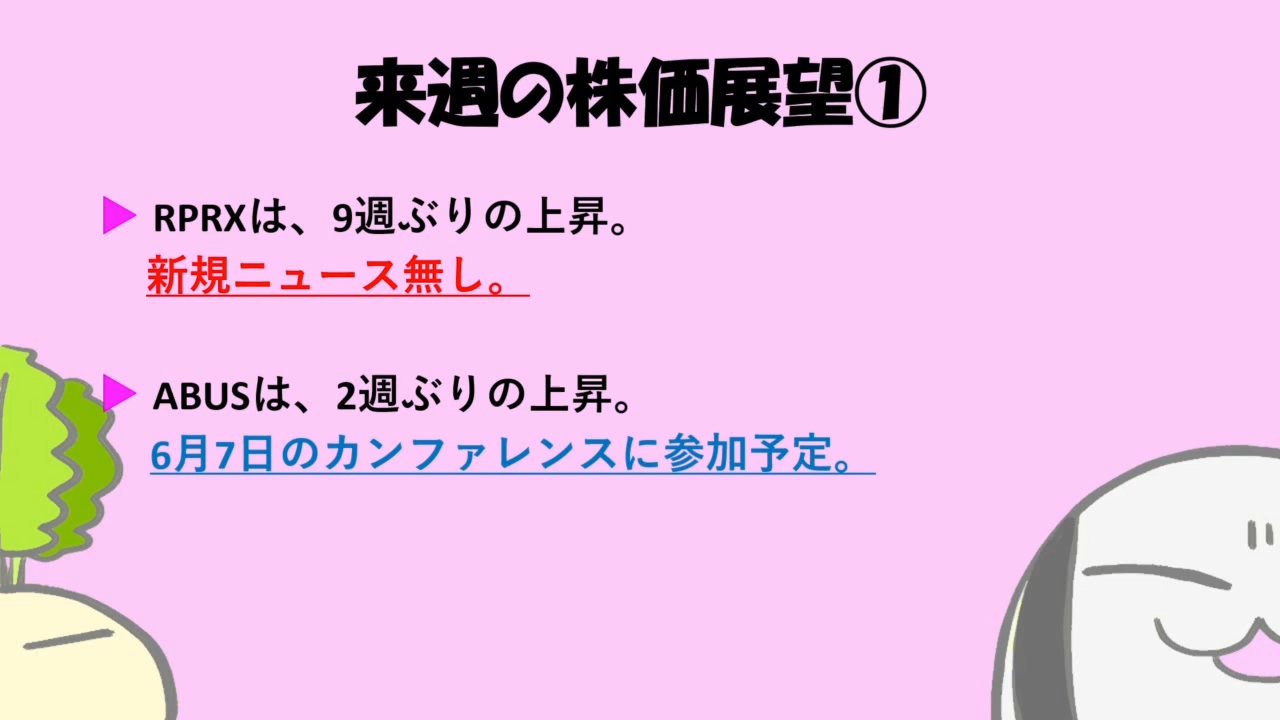 来週の株価展望①
RPRXは、9週ぶりの上昇。
新規ニュース無し。
ABUSは、2週ぶりの上昇。
6月7日のカンファレンスに参加予定。